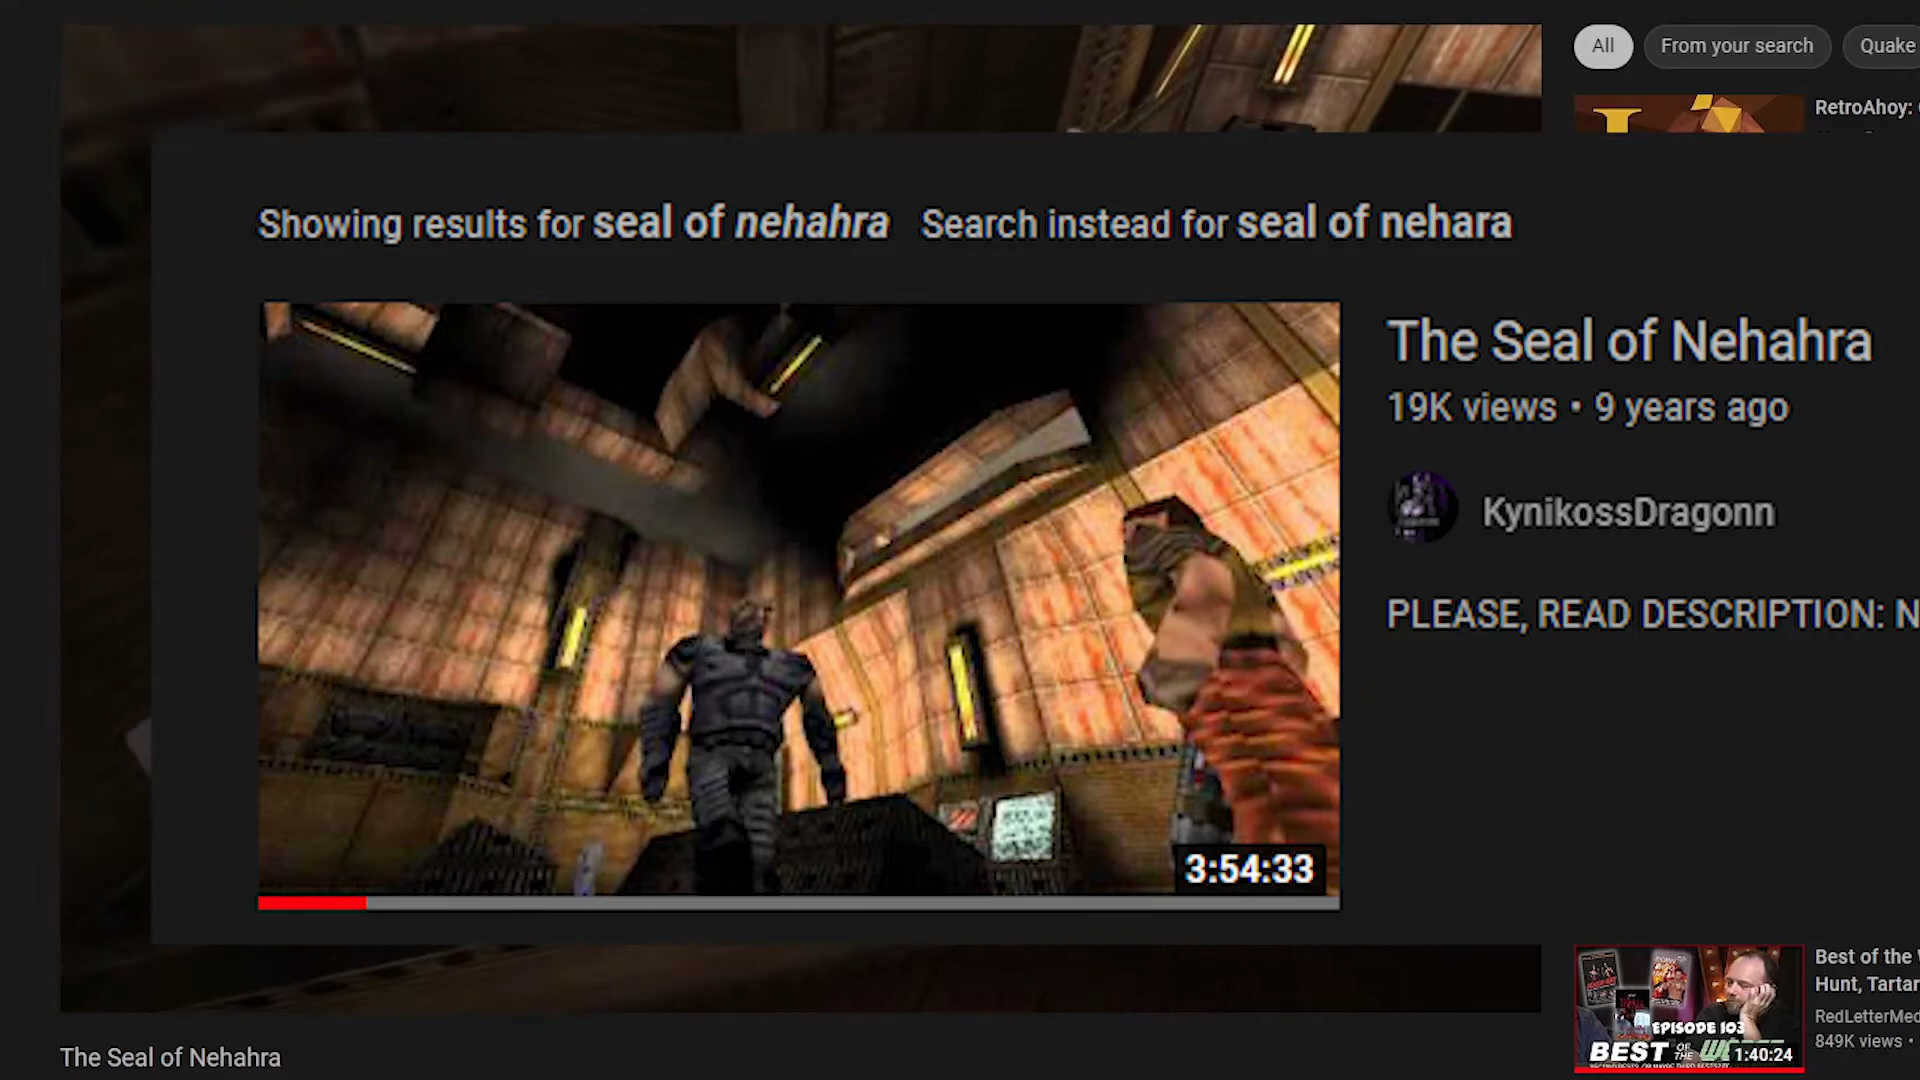 All
From your search
Quake
RetroAhoy:
Showing results for seal of nehahra Search instead for seal of nehara
The Seal of Nehahra
19K views • 9 years ago
KynikossDragonn
PLEASE, READ DESCRIPTION: N
3:54:33
The Seal of Nehahra
Best of the
Hunt, Tartar
RedLetterMed
849K views •
EPISODE 103
BEST OF THE
1:40:24